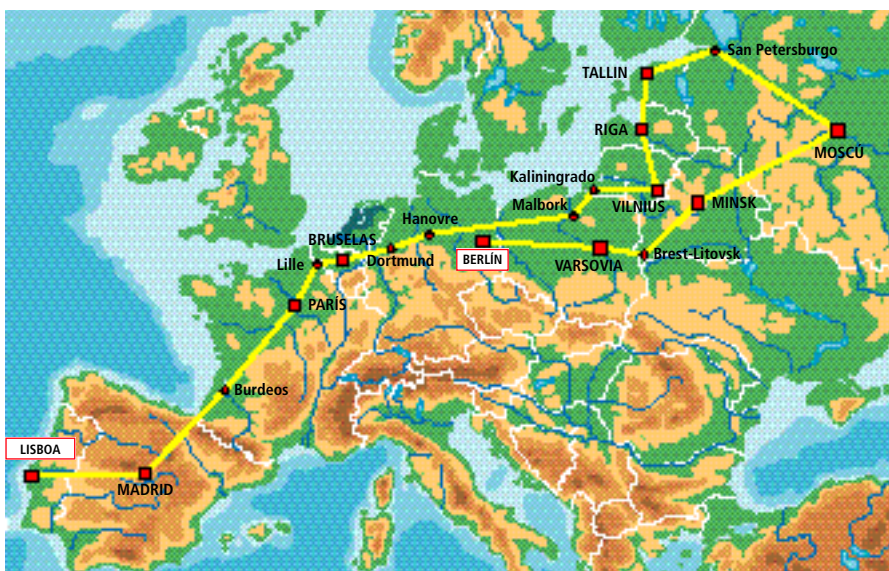 San Petersburgo
TALLIN
RIGA
MOSCÚ
Kaliningrado
VILNIUS
MINSK
Malbork
Hanovre
BRUSELAS
Dortmund
BERLÍN
VARSOVIA
Brest-Litovsk
Lille
PARÍS
Burdeos
LISBOA
MADRID